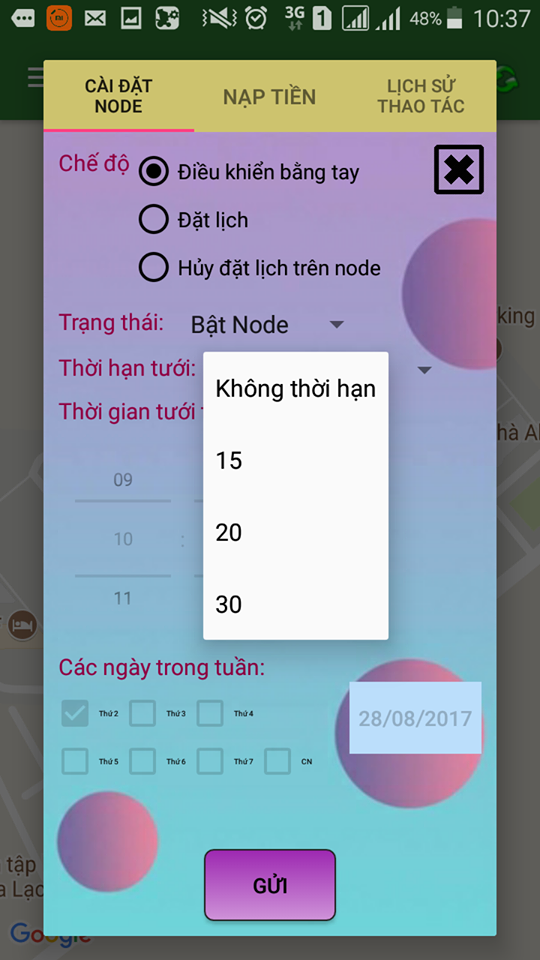 3G 1 48% 10:37
CÀI ĐẶT
NODE
NẠP TIỀN
LỊCH SỬ
THAO TÁC
Chế độ
Điều khiển bằng tay
Đặt lịch
Hủy đặt lịch trên node
king
Trạng thái: Bật Node
Thời hạn tưới:
Không thời hạn
Thời gian tưới
15
20
30
09
10 :
11
Các ngày trong tuần:
Thứ 2 Thứ 3 Thứ 4
28/08/2017
Thứ 5 Thứ 6 Thứ 7 CN
GỬI
tập
Lạc
Google